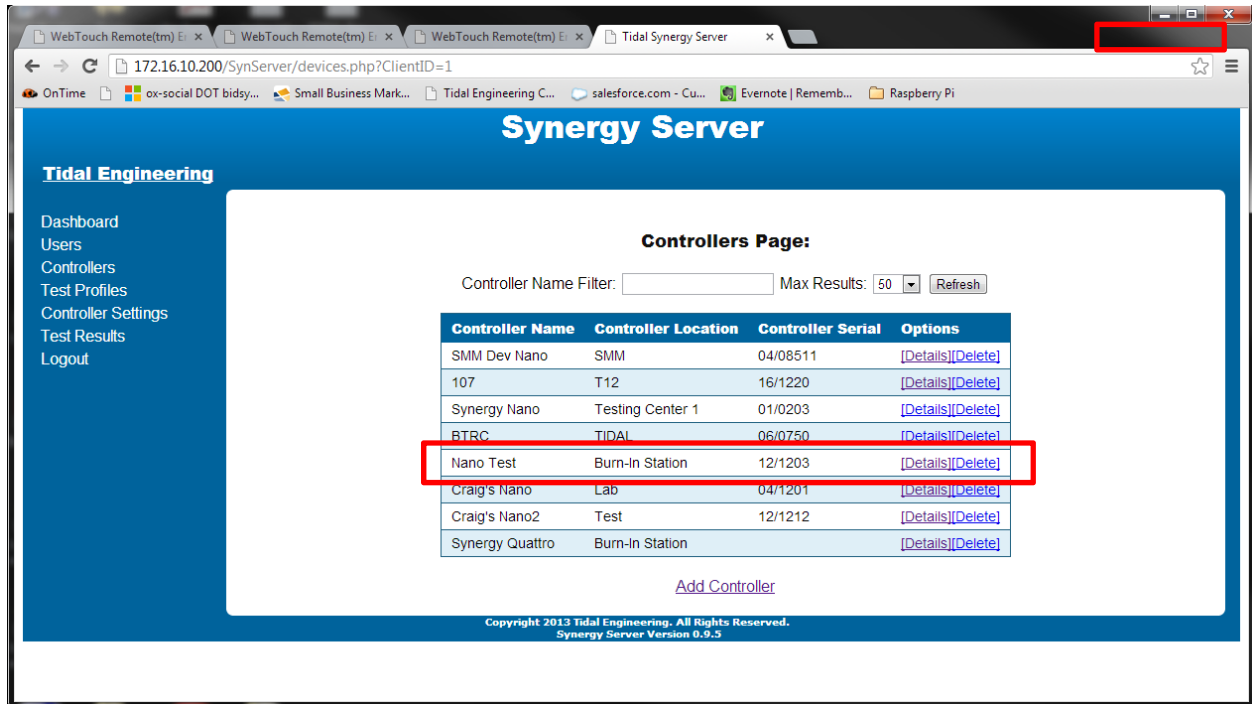 WebTouch Remote(tm) E
WebTouch Remote(tm) E
WebTouch Remote(tm) E
Tidal Synergy Server
172.16.10.200/SynServer/devices.php?ClientID=1
OnTime ox-social DOT bidsy... Small Business Mark... Tidal Engineering C... salesforce.com - Cu... Evernote | Rememb... Raspberry Pi
Synergy Server
Tidal Engineering
Dashboard
Users
Controllers
Test Profiles
Controller Settings
Test Results
Logout
Controllers Page:
Controller Name Filter: Max Results: 50 Refresh
Controller Name Controller Location Controller Serial Options
SMM Dev Nano SMM 04/08511 [Details][Delete]
107 T12 16/1220 [Details][Delete]
Synergy Nano Testing Center 1 01/0203 [Details][Delete]
BTRC TIDAL 06/0750 [Details][Delete]
Nano Test Burn-In Station 12/1203 [Details][Delete]
Craig's Nano Lab 04/1201 [Details][Delete]
Craig's Nano2 Test 12/1212 [Details][Delete]
Synergy Quattro Burn-In Station [Details][Delete]
Add Controller
Copyright 2013 Tidal Engineering. All Rights Reserved.
Synergy Server Version 0.9.5